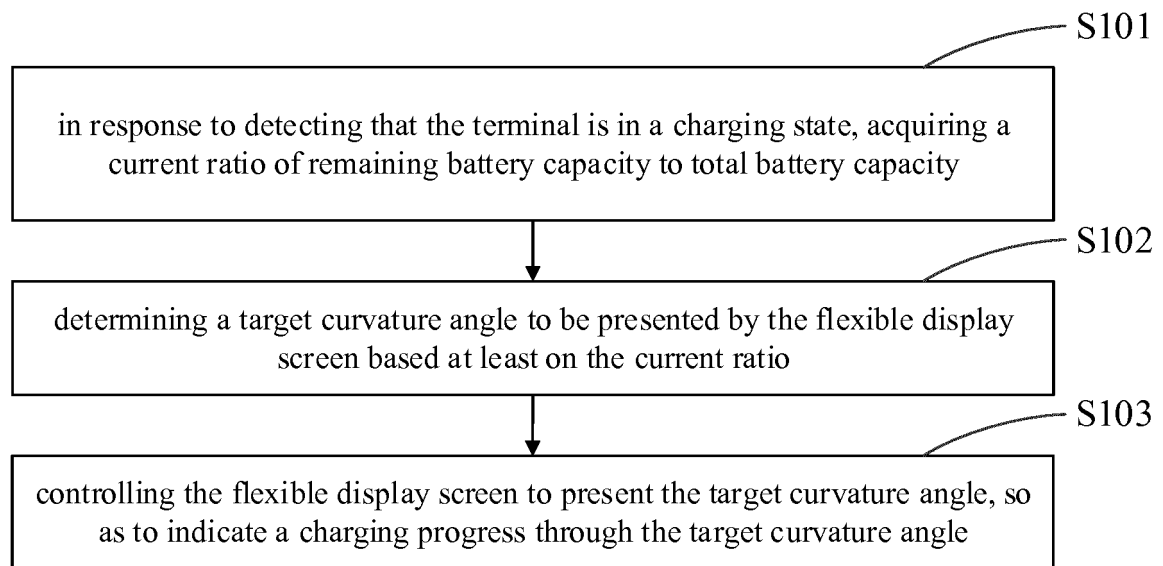 S101
in response to detecting that the terminal is in a charging state, acquiring a
current ratio of remaining battery capacity to total battery capacity
S102
determining a target curvature angle to be presented by the flexible display
screen based at least on the current ratio
S103
controlling the flexible display screen to present the target curvature angle, so
as to indicate a charging progress through the target curvature angle